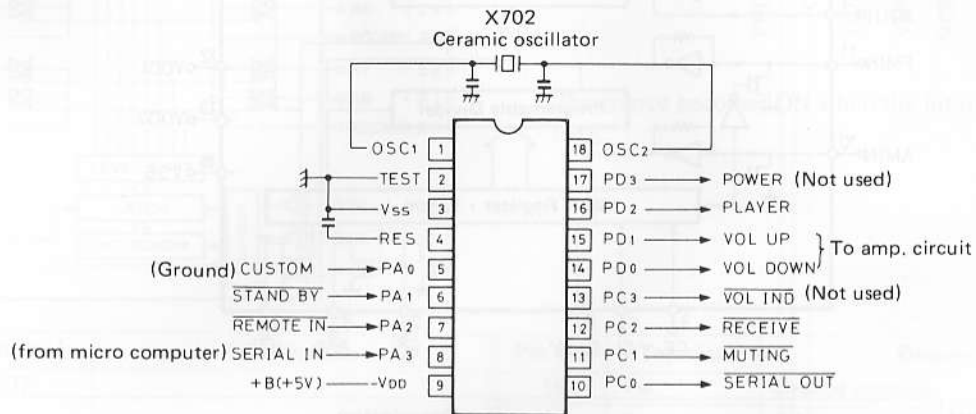 X702
Ceramic oscillator
OSC1 1
TEST 2
Vss 3
RES 4
(Ground) CUSTOM PA0 5
STAND BY PA1 6
REMOTE IN PA2 7
(from micro computer) SERIAL IN PA3 8
+B(+5V) VDD 9
18 OSC2
17 PD3 POWER (Not used)
16 PD2 PLAYER
15 PD1 VOL UP
14 PD0 VOL DOWN
To amp. circuit
13 PC3 VOL IND (Not used)
12 PC2 RECEIVE
11 PC1 MUTING
10 PC0 SERIAL OUT